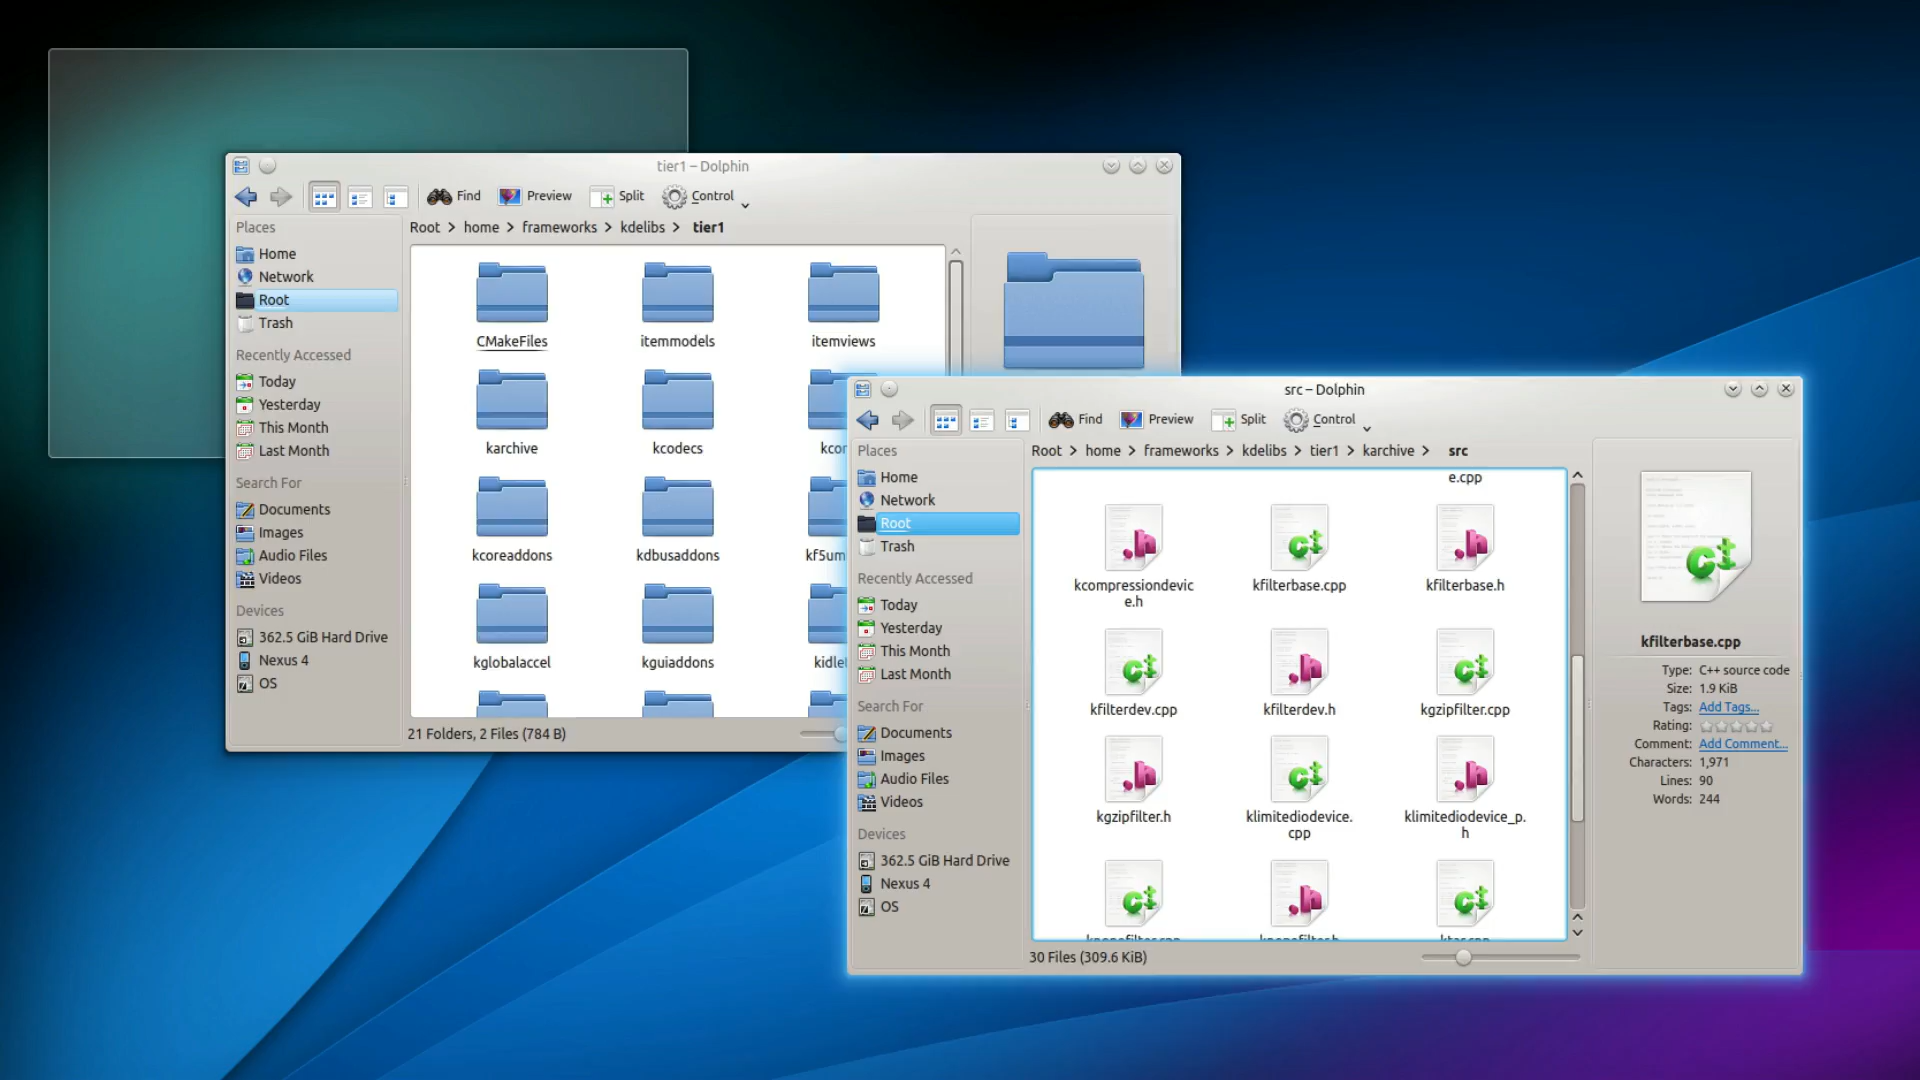 tier1 – Dolphin
Find Preview Split Control
Places
Root > home > frameworks > kdelibs > tier1
Home
Network
Root
Trash
Recently Accessed
Today
Yesterday
This Month
Last Month
Search For
Documents
Images
Audio Files
Videos
Devices
362.5 GiB Hard Drive
Nexus 4
OS
CMakeFiles itemmodels itemviews
karchive kcodecs
kcoreaddons kdbusaddons
kglobalaccel kguiaddons
21 Folders, 2 Files (784 B)
src – Dolphin
Find Preview Split Control
Places
Root > home > frameworks > kdelibs > tier1 > karchive > src
Home
Network
Root
Trash
Recently Accessed
Today
Yesterday
This Month
Last Month
Search For
Documents
Images
Audio Files
Videos
Devices
362.5 GiB Hard Drive
Nexus 4
OS
e.cpp
kcompressiondevic
e.h
kfilterbase.cpp
kfilterbase.h
kfilterdev.cpp
kfilterdev.h
kgzipfilter.cpp
kgzipfilter.h
klimitediodevice.
cpp
klimitediodevice_p.
h
30 Files (309.6 KiB)
kfilterbase.cpp
Type: C++ source code
Size: 1.9 KiB
Tags: Add Tags...
Rating:
Comment: Add Comment...
Characters: 1,971
Lines: 90
Words: 244